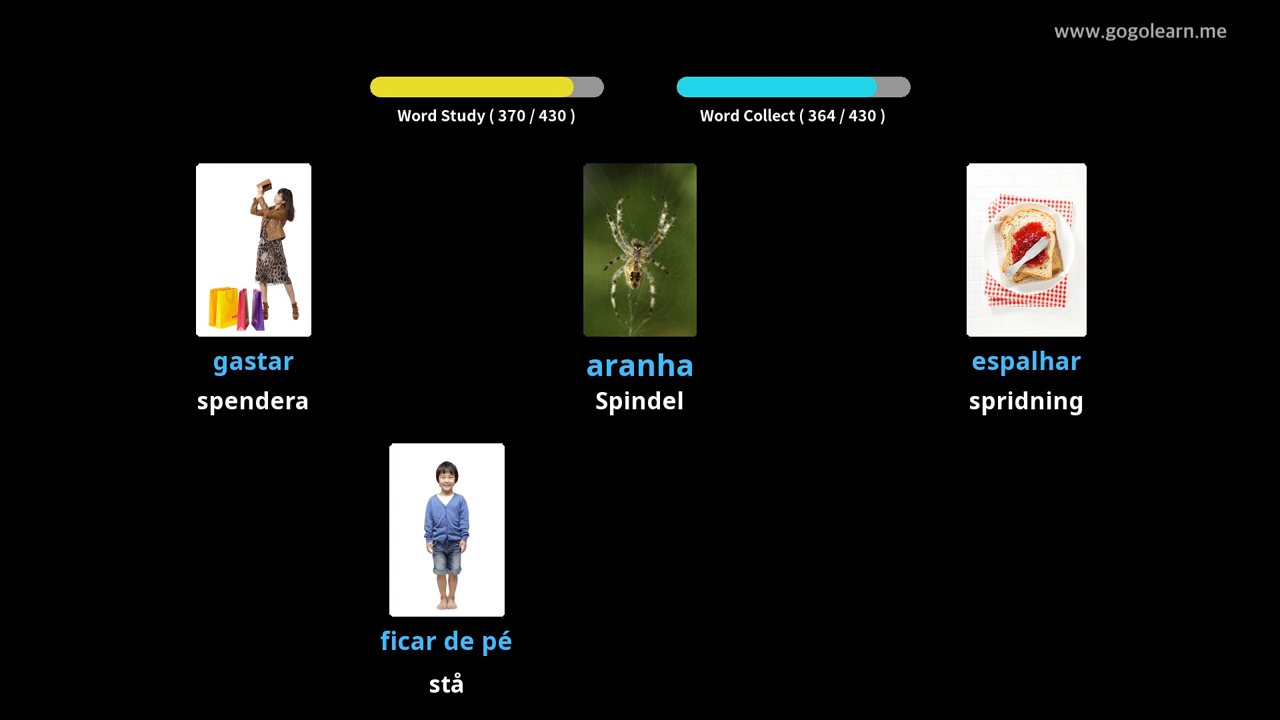 www.gogolearn.me
Word Study ( 370 / 430 )
Word Collect ( 364 / 430 )
gastar
spendera
aranha
Spindel
espalhar
spridning
ficar de pé
stå